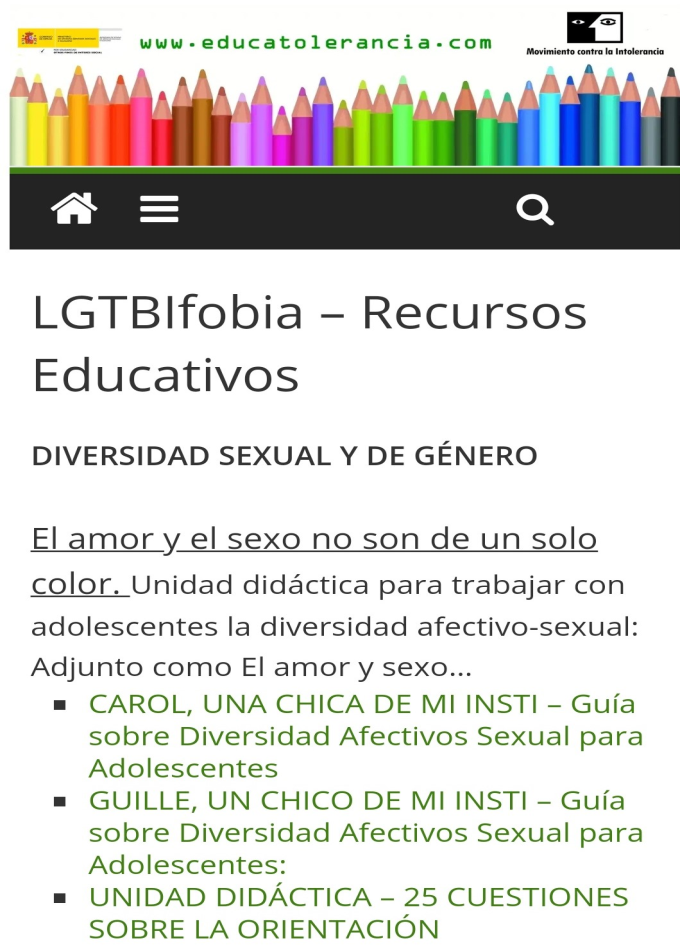 www.educatolerancia.com
Movimiento contra la Intolerancia
LGTBIfobia – Recursos
Educativos
DIVERSIDAD SEXUAL Y DE GÉNERO
El amor y el sexo no son de un solo
color. Unidad didáctica para trabajar con
adolescentes la diversidad afectivo-sexual:
Adjunto como El amor y sexo...
CAROL, UNA CHICA DE MI INSTI – Guía
sobre Diversidad Afectivos Sexual para
Adolescentes
GUILLE, UN CHICO DE MI INSTI – Guía
sobre Diversidad Afectivos Sexual para
Adolescentes:
UNIDAD DIDÁCTICA – 25 CUESTIONES
SOBRE LA ORIENTACIÓN